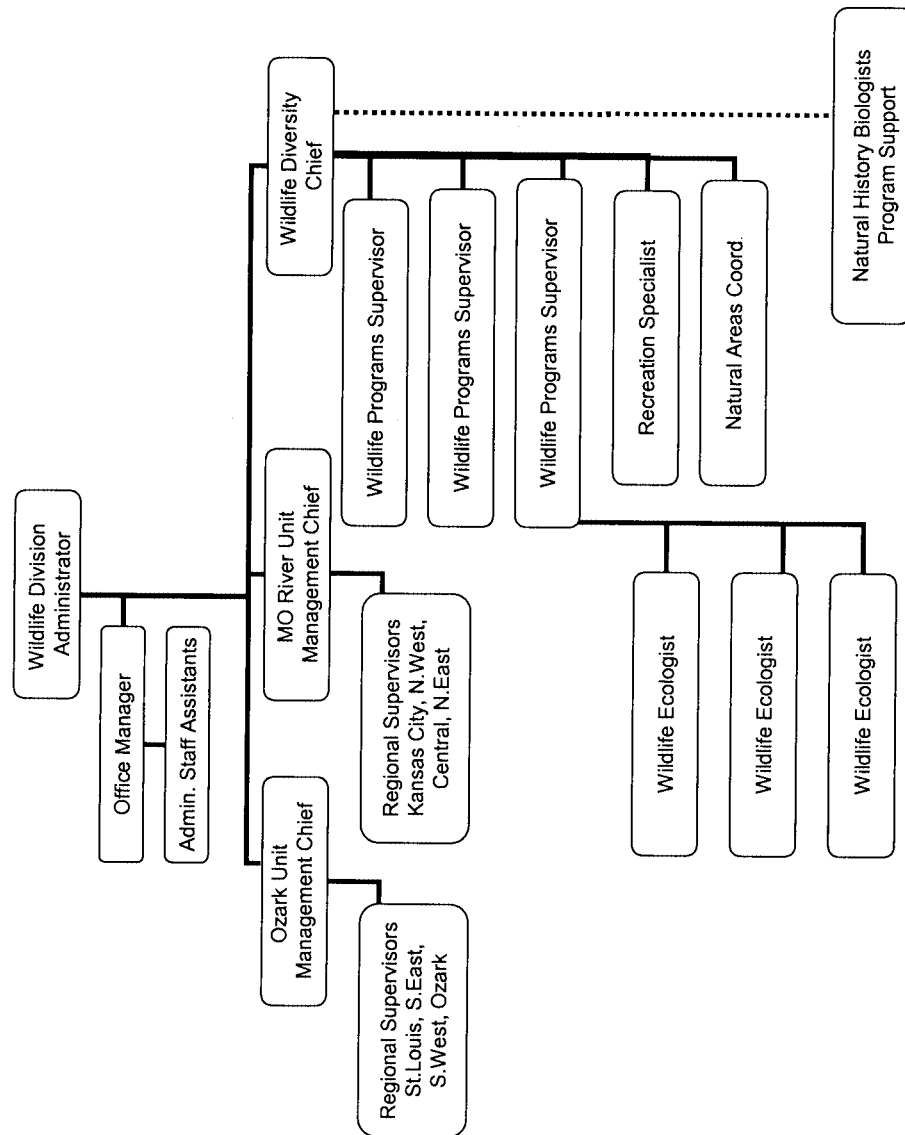 Wildlife Division
Administrator
Office Manager
Admin. Staff Assistants
Ozark Unit
Management Chief
MO River Unit
Management Chief
Wildlife Diversity
Chief
Regional Supervisors
St.Louis, S.East,
S.West, Ozark
Regional Supervisors
Kansas City, N.West,
Central, N.East
Wildlife Programs Supervisor
Wildlife Programs Supervisor
Wildlife Programs Supervisor
Recreation Specialist
Natural Areas Coord.
Wildlife Ecologist
Wildlife Ecologist
Wildlife Ecologist
Natural History Biologists
Program Support